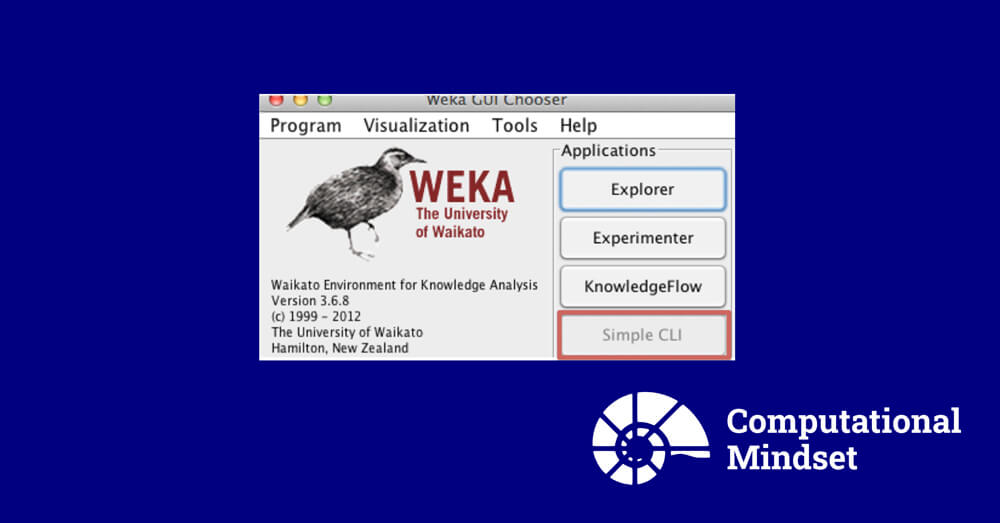 Weka GUI Chooser
Program Visualization Tools Help
WEKA
The University
of Waikato
Waikato Environment for Knowledge Analysis
Version 3.6.8
(c) 1999 - 2012
The University of Waikato
Hamilton, New Zealand
Applications
Explorer
Experimenter
KnowledgeFlow
Simple CLI
Computational
Mindset